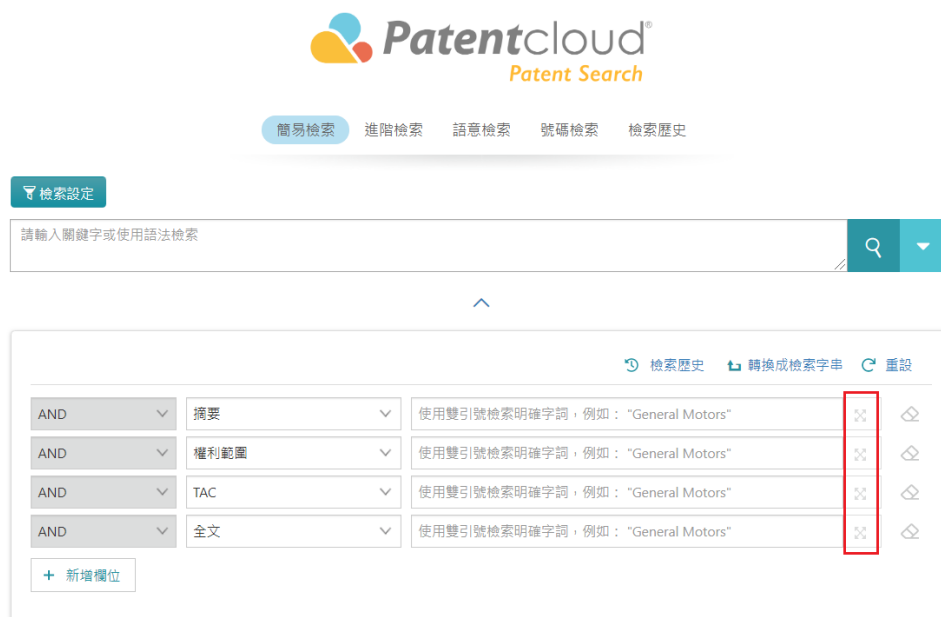 Patentcloud®
Patent Search
簡易檢索 進階檢索 語意檢索 號碼檢索 檢索歷史
檢索設定
請輸入關鍵字或使用語法檢索
檢索歷史 轉換成檢索字串 重設
AND 摘要 使用雙引號檢索明確字詞，例如： "General Motors"
AND 權利範圍 使用雙引號檢索明確字詞，例如： "General Motors"
AND TAC 使用雙引號檢索明確字詞，例如： "General Motors"
AND 全文 使用雙引號檢索明確字詞，例如： "General Motors"
+ 新增欄位